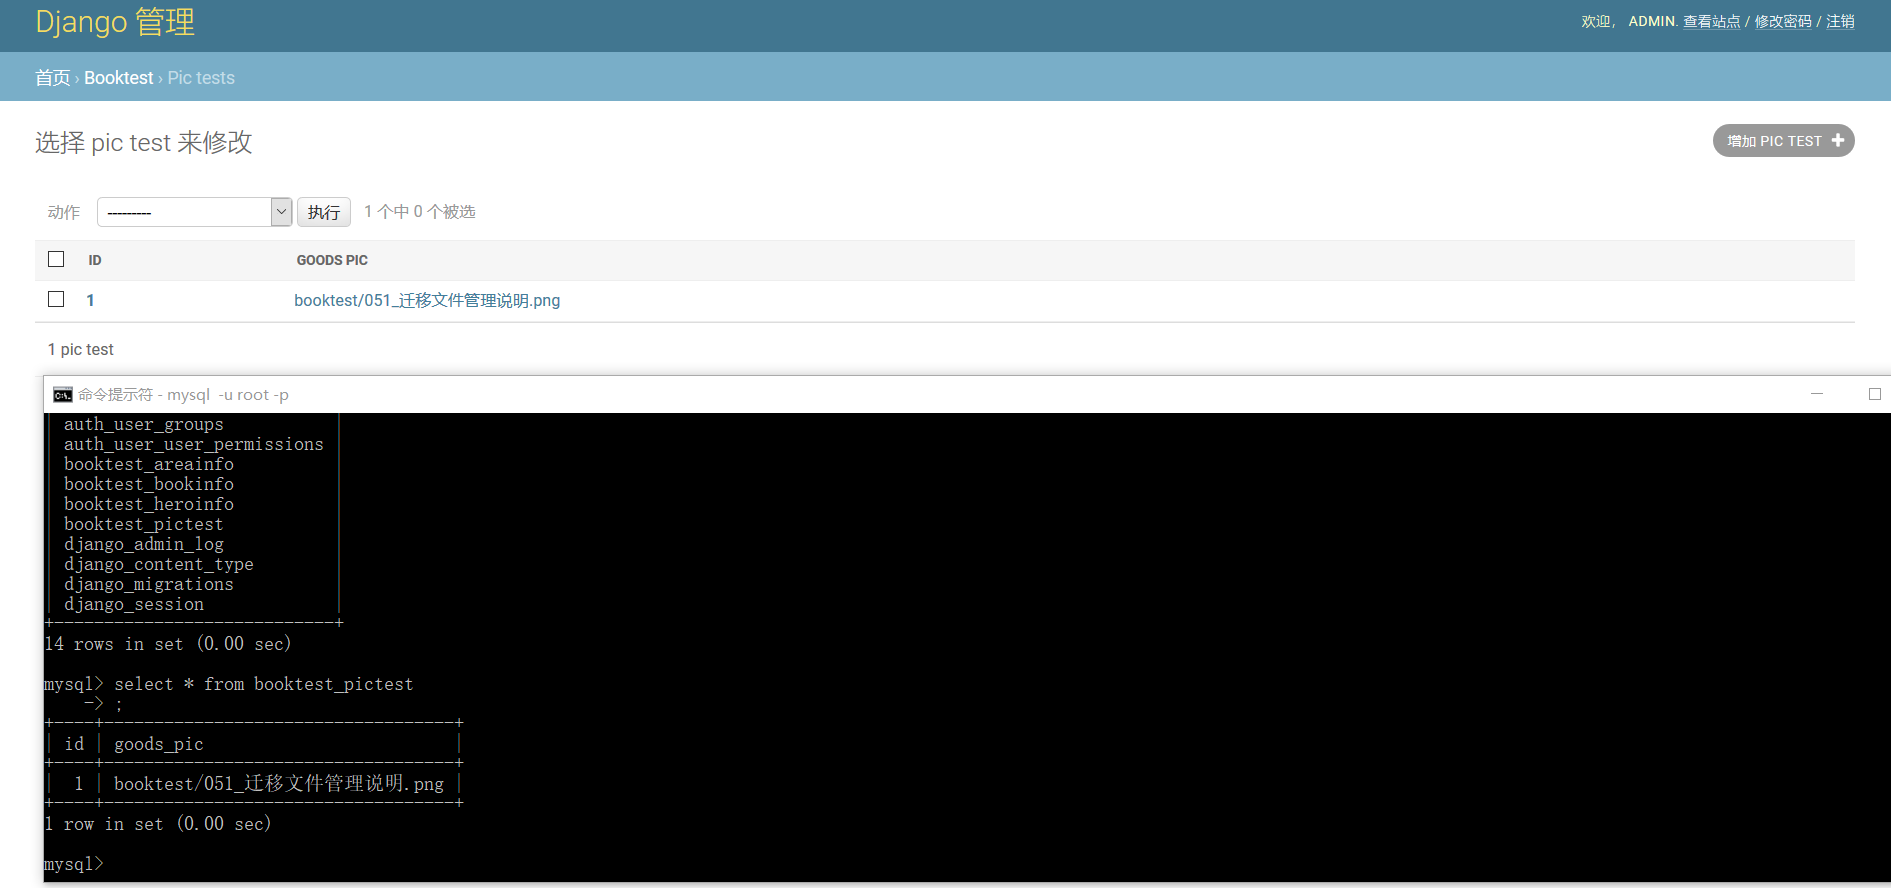 Django 管理
欢迎， ADMIN. 查看站点 / 修改密码 / 注销
首页 › Booktest › Pic tests
选择 pic test 来修改
增加 PIC TEST +
动作 --------- 执行 1 个中 0 个被选
ID GOODS PIC
1 booktest/051_迁移文件管理说明.png
1 pic test
命令提示符 - mysql  -u root -p
| auth_user_groups           |
| auth_user_user_permissions |
| booktest_areainfo          |
| booktest_bookinfo          |
| booktest_heroinfo          |
| booktest_pictest           |
| django_admin_log           |
| django_content_type        |
| django_migrations          |
| django_session             |
+----------------------------+
14 rows in set (0.00 sec)
mysql> select * from booktest_pictest
    -> ;
+----+-----------------------------------+
| id | goods_pic                         |
+----+-----------------------------------+
|  1 | booktest/051_迁移文件管理说明.png |
+----+-----------------------------------+
1 row in set (0.00 sec)
mysql>